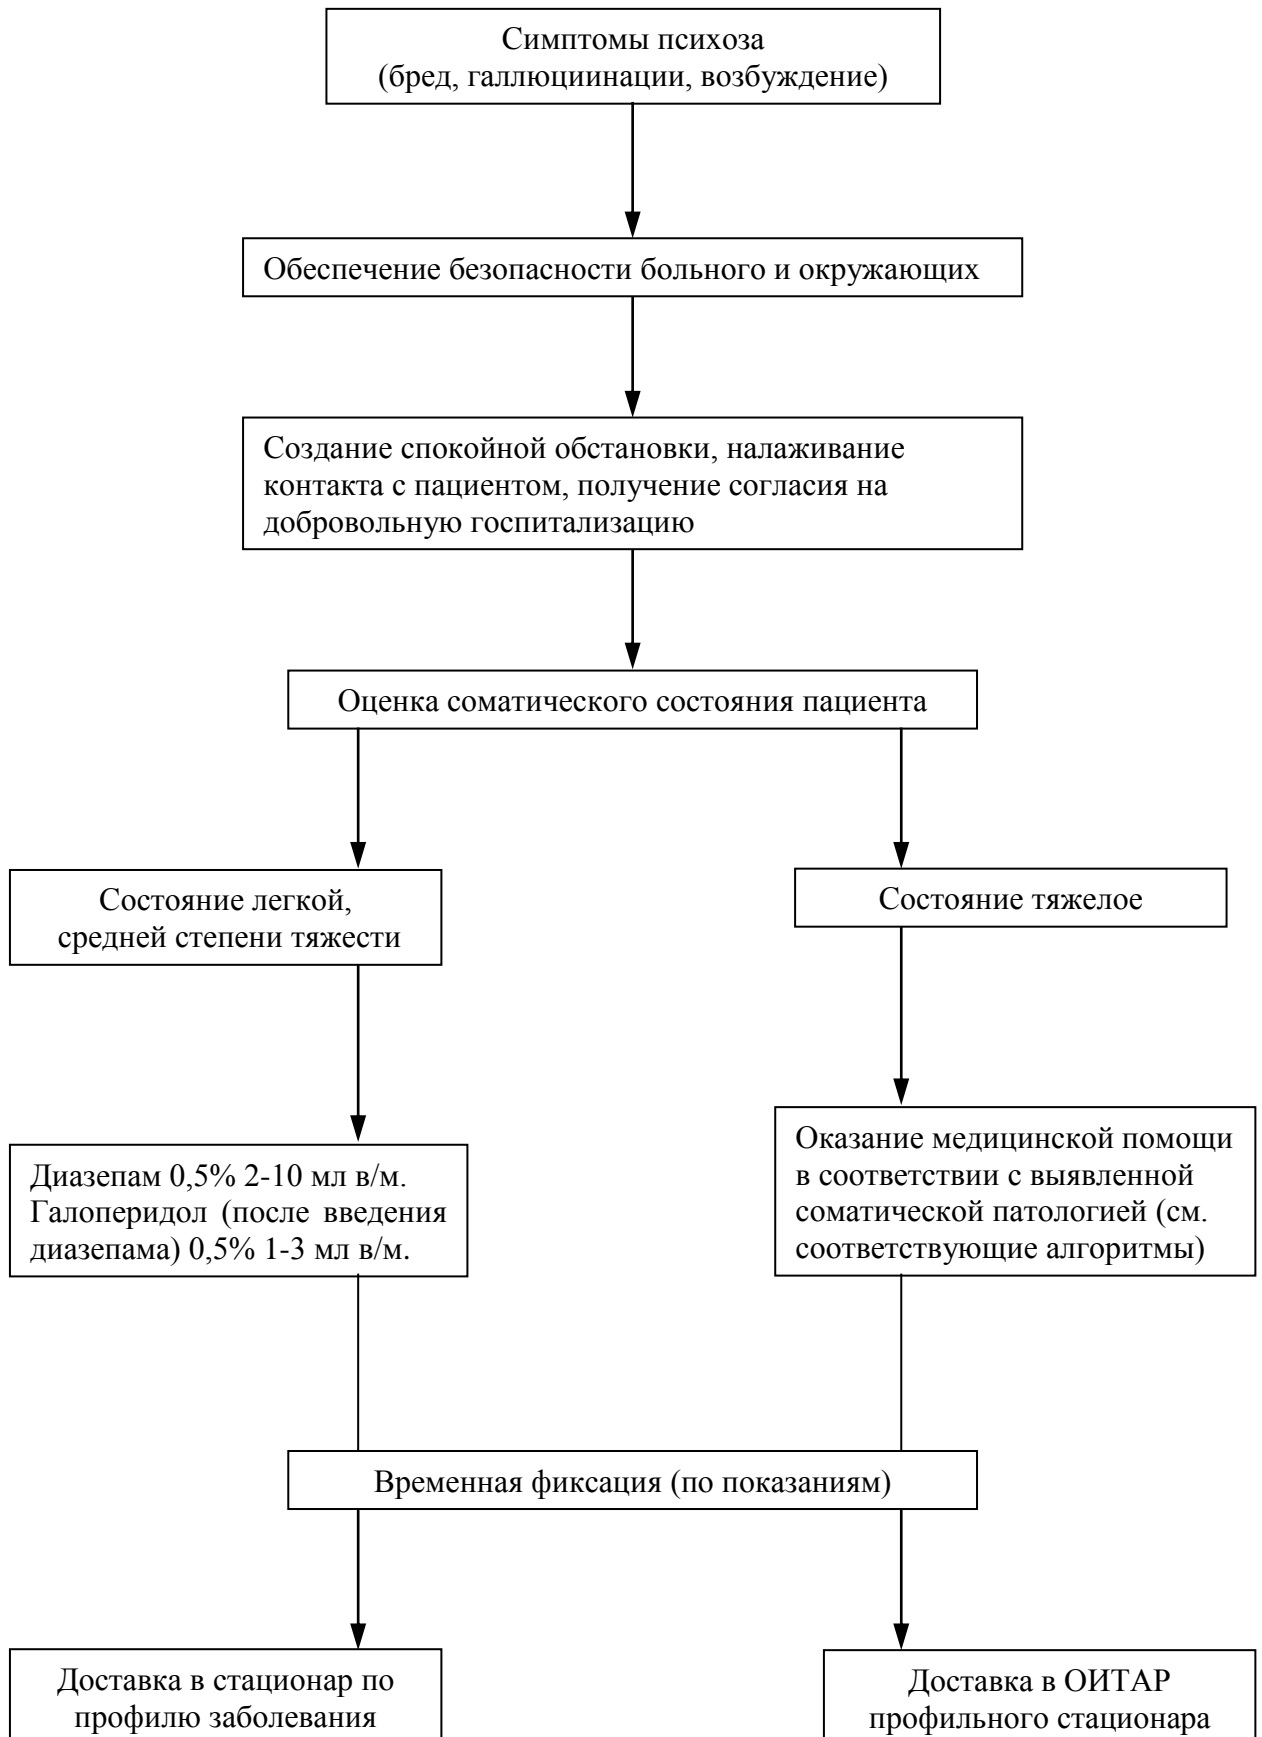 Симптомы психоза
(бред, галлюциинации, возбуждение)
Обеспечение безопасности больного и окружающих
Создание спокойной обстановки, налаживание
контакта с пациентом, получение согласия на
добровольную госпитализацию
Оценка соматического состояния пациента
Состояние легкой,
средней степени тяжести
Состояние тяжелое
Диазепам 0,5% 2-10 мл в/м.
Галоперидол (после введения
диазепама) 0,5% 1-3 мл в/м.
Оказание медицинской помощи
в соответствии с выявленной
соматической патологией (см.
соответствующие алгоритмы)
Временная фиксация (по показаниям)
Доставка в стационар по
профилю заболевания
Доставка в ОИТАР
профильного стационара